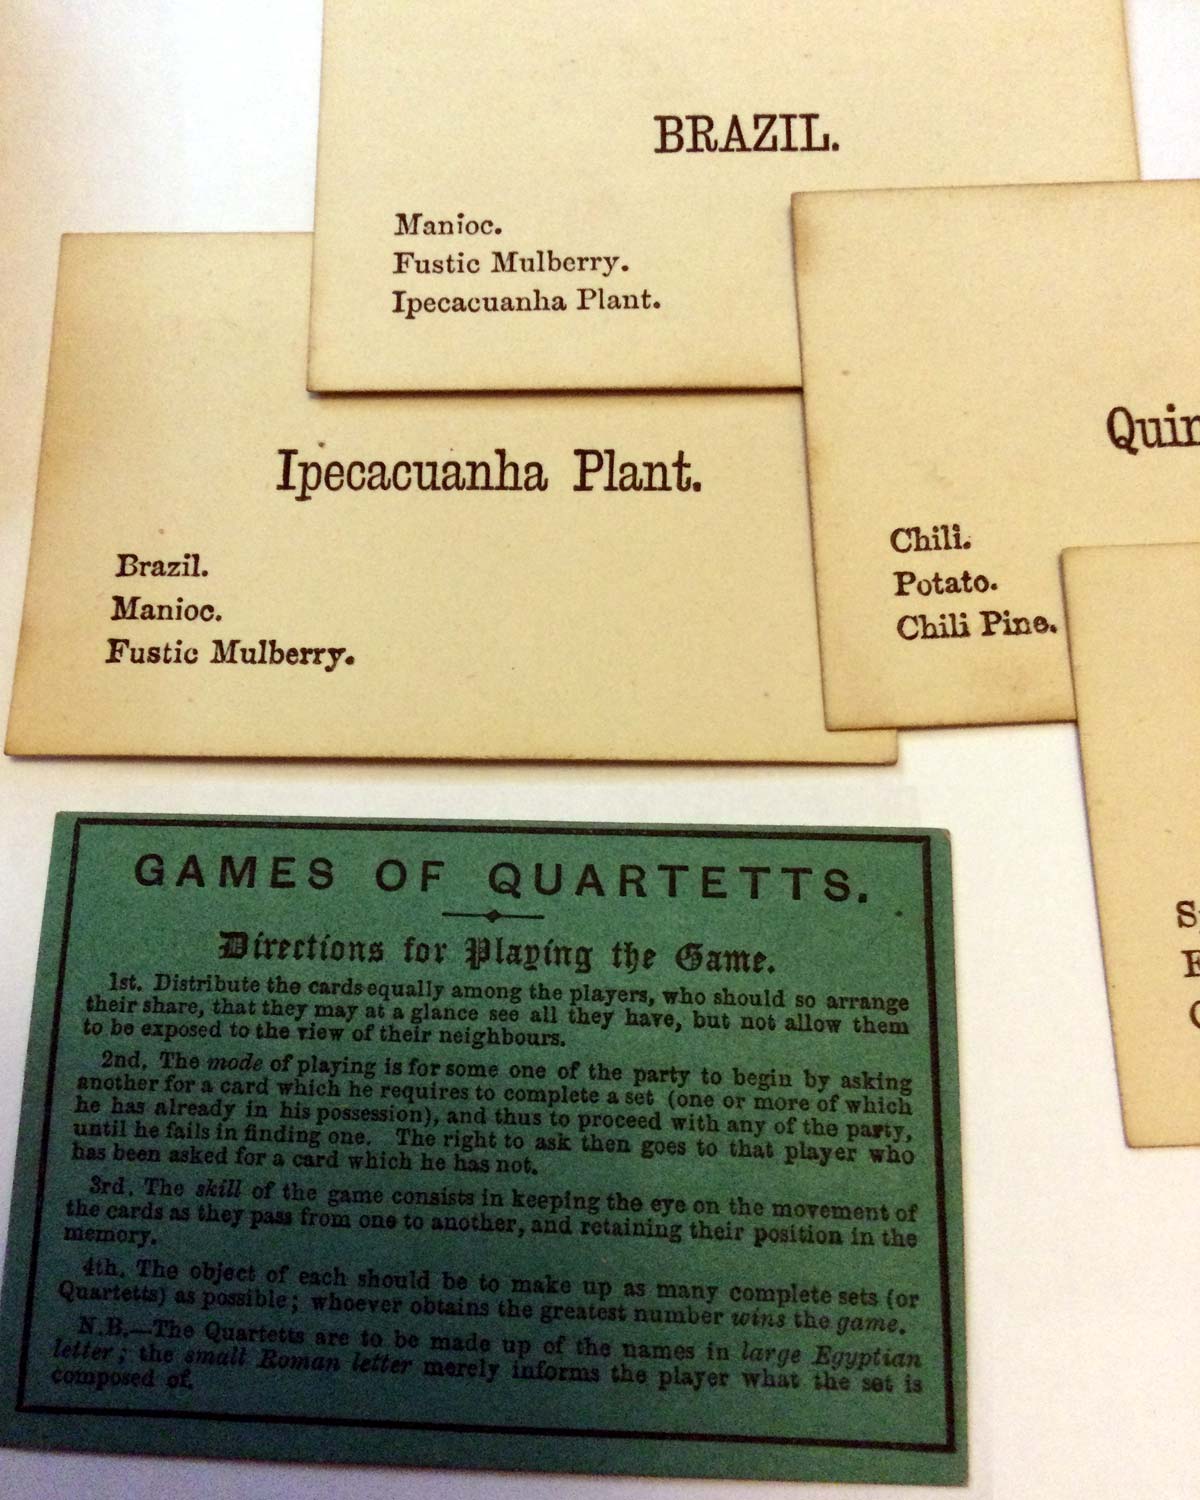 BRAZIL.
Manioc.
Fustic Mulberry.
Ipecacuanha Plant.
Ipecacuanha Plant.
Brazil.
Manioc.
Fustic Mulberry.
Chili.
Potato.
Chili Pine.
GAMES OF QUARTETTS.
Directions for Playing the Game.
1st. Distribute the cards equally among the players, who should so arrange
their share, that they may at a glance see all they have, but not allow them
to be exposed to the view of their neighbours.
2nd. The mode of playing is for some one of the party to begin by asking
another for a card which he requires to complete a set (one or more of which
he has already in his possession), and thus to proceed with any of the party,
until he fails in finding one. The right to ask then goes to that player who
has been asked for a card which he has not.
3rd. The skill of the game consists in keeping the eye on the movement of
the cards as they pass from one to another, and retaining their position in the
memory.
4th. The object of each should be to make up as many complete sets (or
Quartetts) as possible; whoever obtains the greatest number wins the game.
N.B.—The Quartetts are to be made up of the names in large Egyptian
letter; the small Roman letter merely informs the player what the set is
composed of.